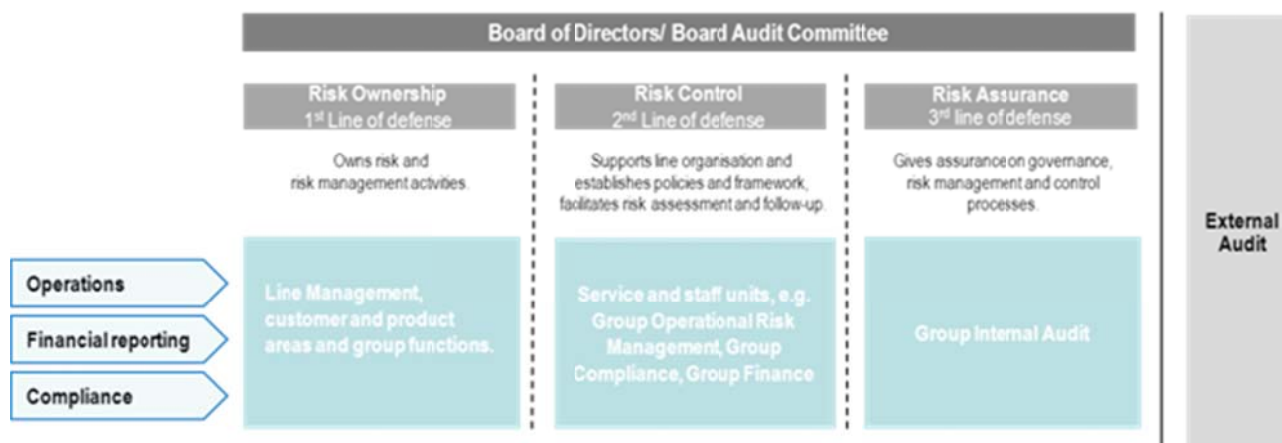 Board of Directors/ Board Audit Committee
Risk Ownership
1st Line of defense
Owns risk and
risk management activities.
Line Management,
customer and product
areas and group functions.
Risk Control
2nd Line of defense
Supports line organisation and
establishes policies and framework,
facilitates risk assessment and follow-up.
Service and staff units, e.g.
Group Operational Risk
Management, Group
Compliance, Group Finance
Risk Assurance
3rd line of defense
Gives assurance on governance,
risk management and control
processes.
Group Internal Audit
Operations
Financial reporting
Compliance
External
Audit